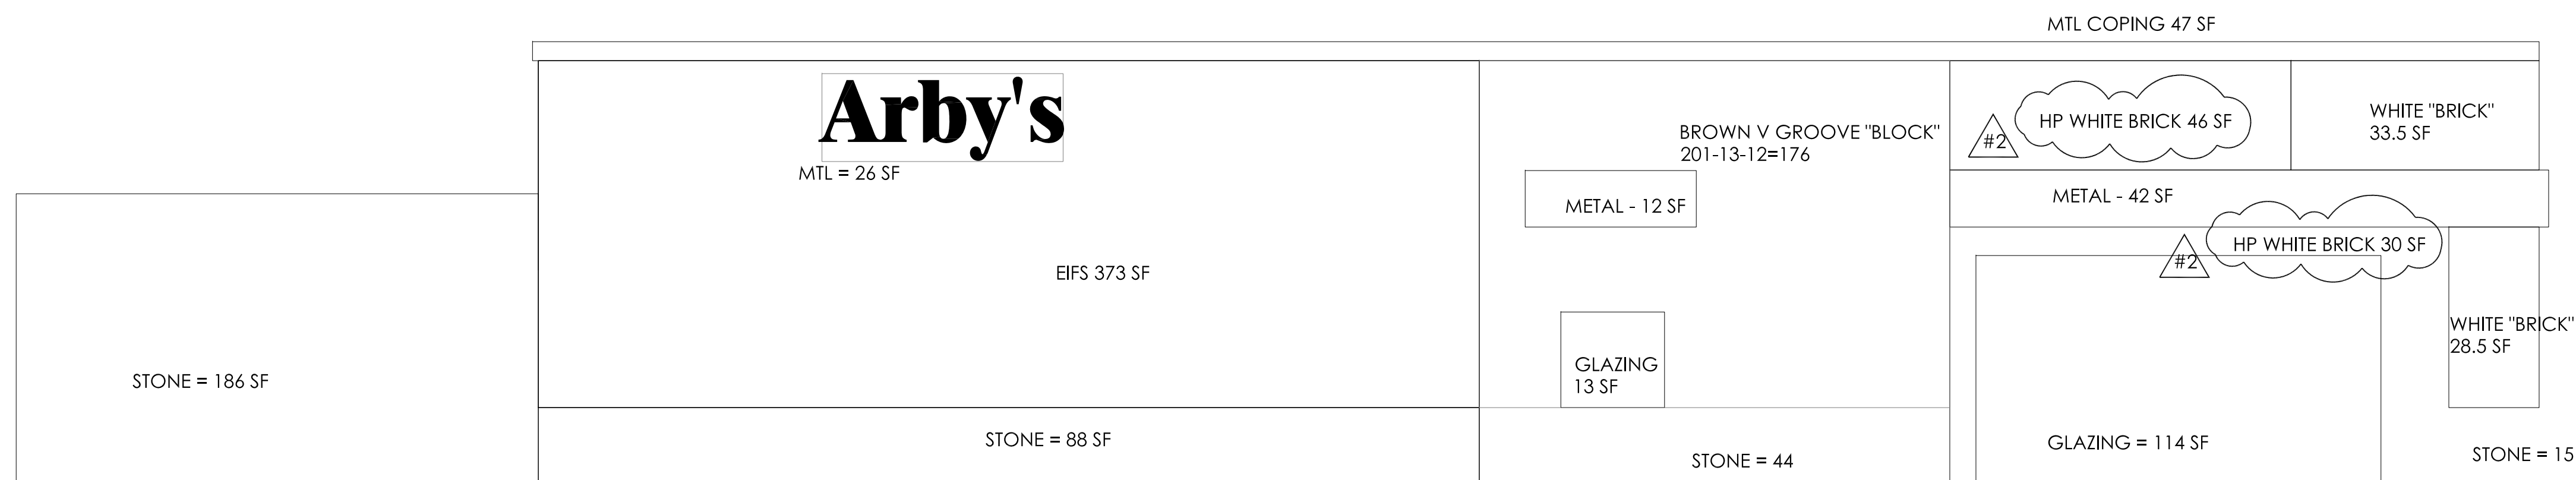 MTL COPING 47 SF
Arby's
MTL = 26 SF
BROWN V GROOVE "BLOCK"
201-13-12=176
#2
HP WHITE BRICK 46 SF
WHITE "BRICK"
33.5 SF
METAL - 12 SF
METAL - 42 SF
#2
HP WHITE BRICK 30 SF
EIFS 373 SF
STONE = 186 SF
GLAZING
13 SF
WHITE "BRICK"
28.5 SF
STONE = 88 SF
STONE = 44
GLAZING = 114 SF
STONE = 15